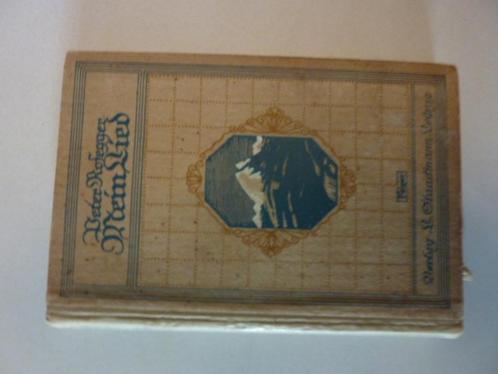 Peter Rosegger
Mein Lied
Verlag L. Staackmann, Leipzig